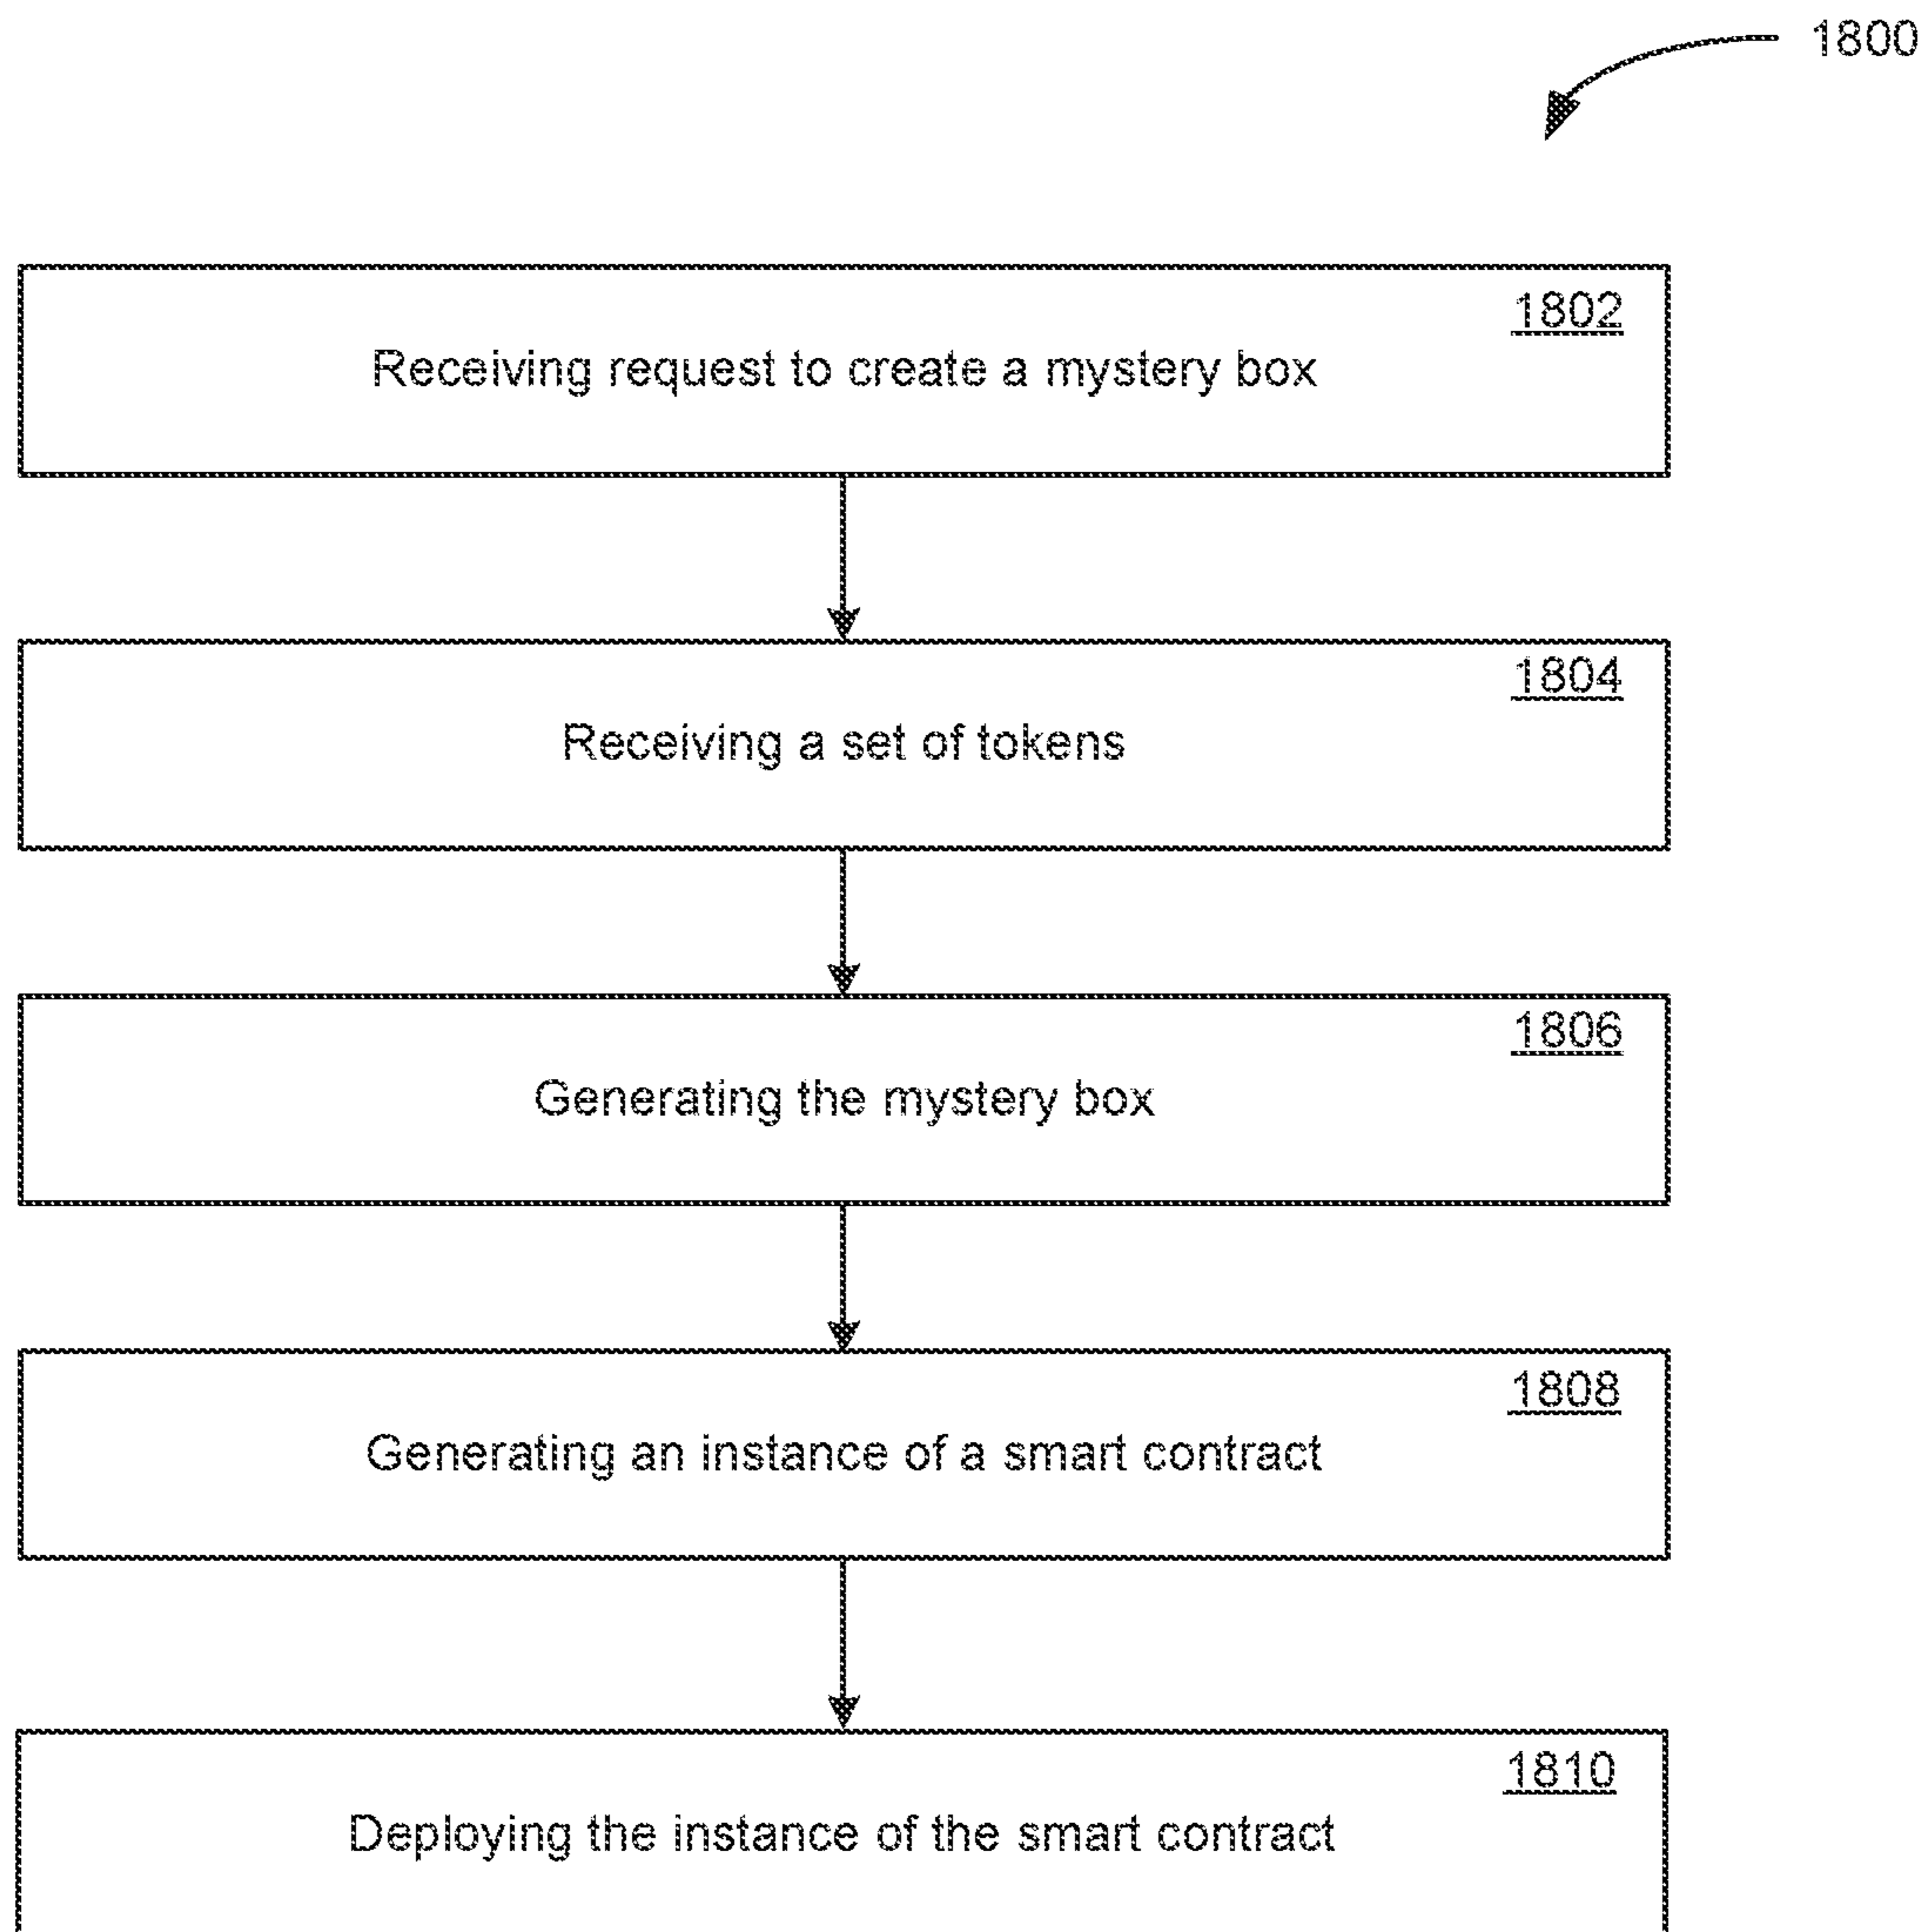 1800
1802
Receiving request to create a mystery box
1804
Receiving a set of tokens
1806
Generating the mystery box
1808
Generating an instance of a smart contract
1810
Deploying the instance of the smart contract